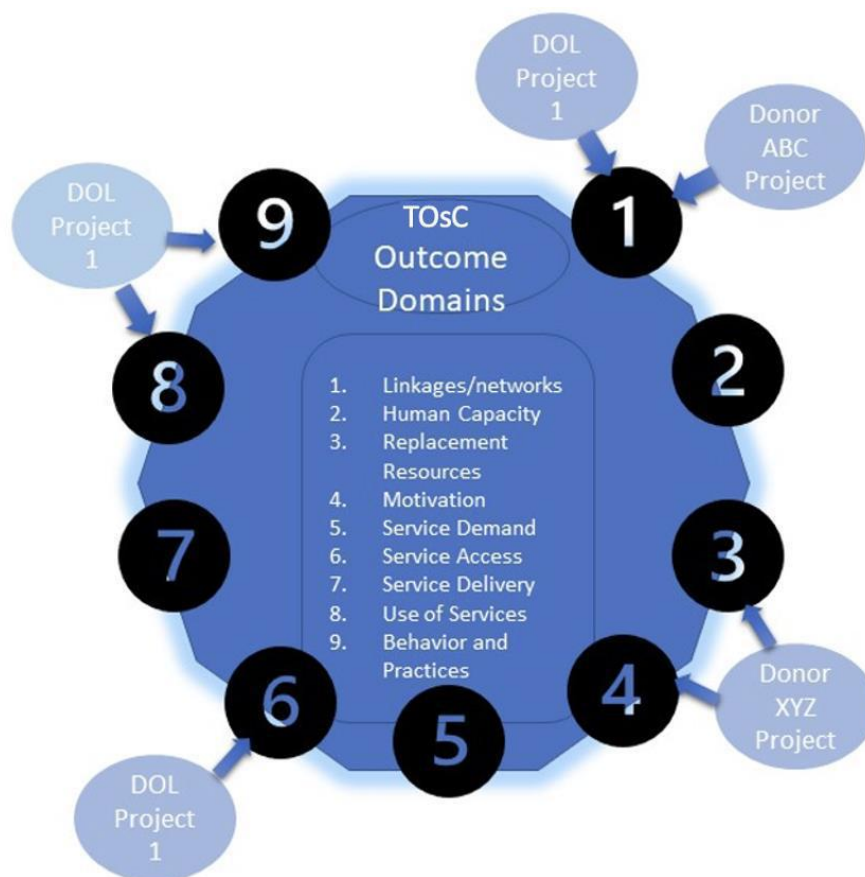 DOL
Project
1
Donor
ABC
Project
DOL
Project
1
9
TOsC
Outcome
Domains
1
8
2
1. Linkages/networks
2. Human Capacity
3. Replacement
Resources
4. Motivation
5. Service Demand
6. Service Access
7. Service Delivery
8. Use of Services
9. Behavior and
Practices
7
3
6
5
4
Donor
XYZ
Project
DOL
Project
1